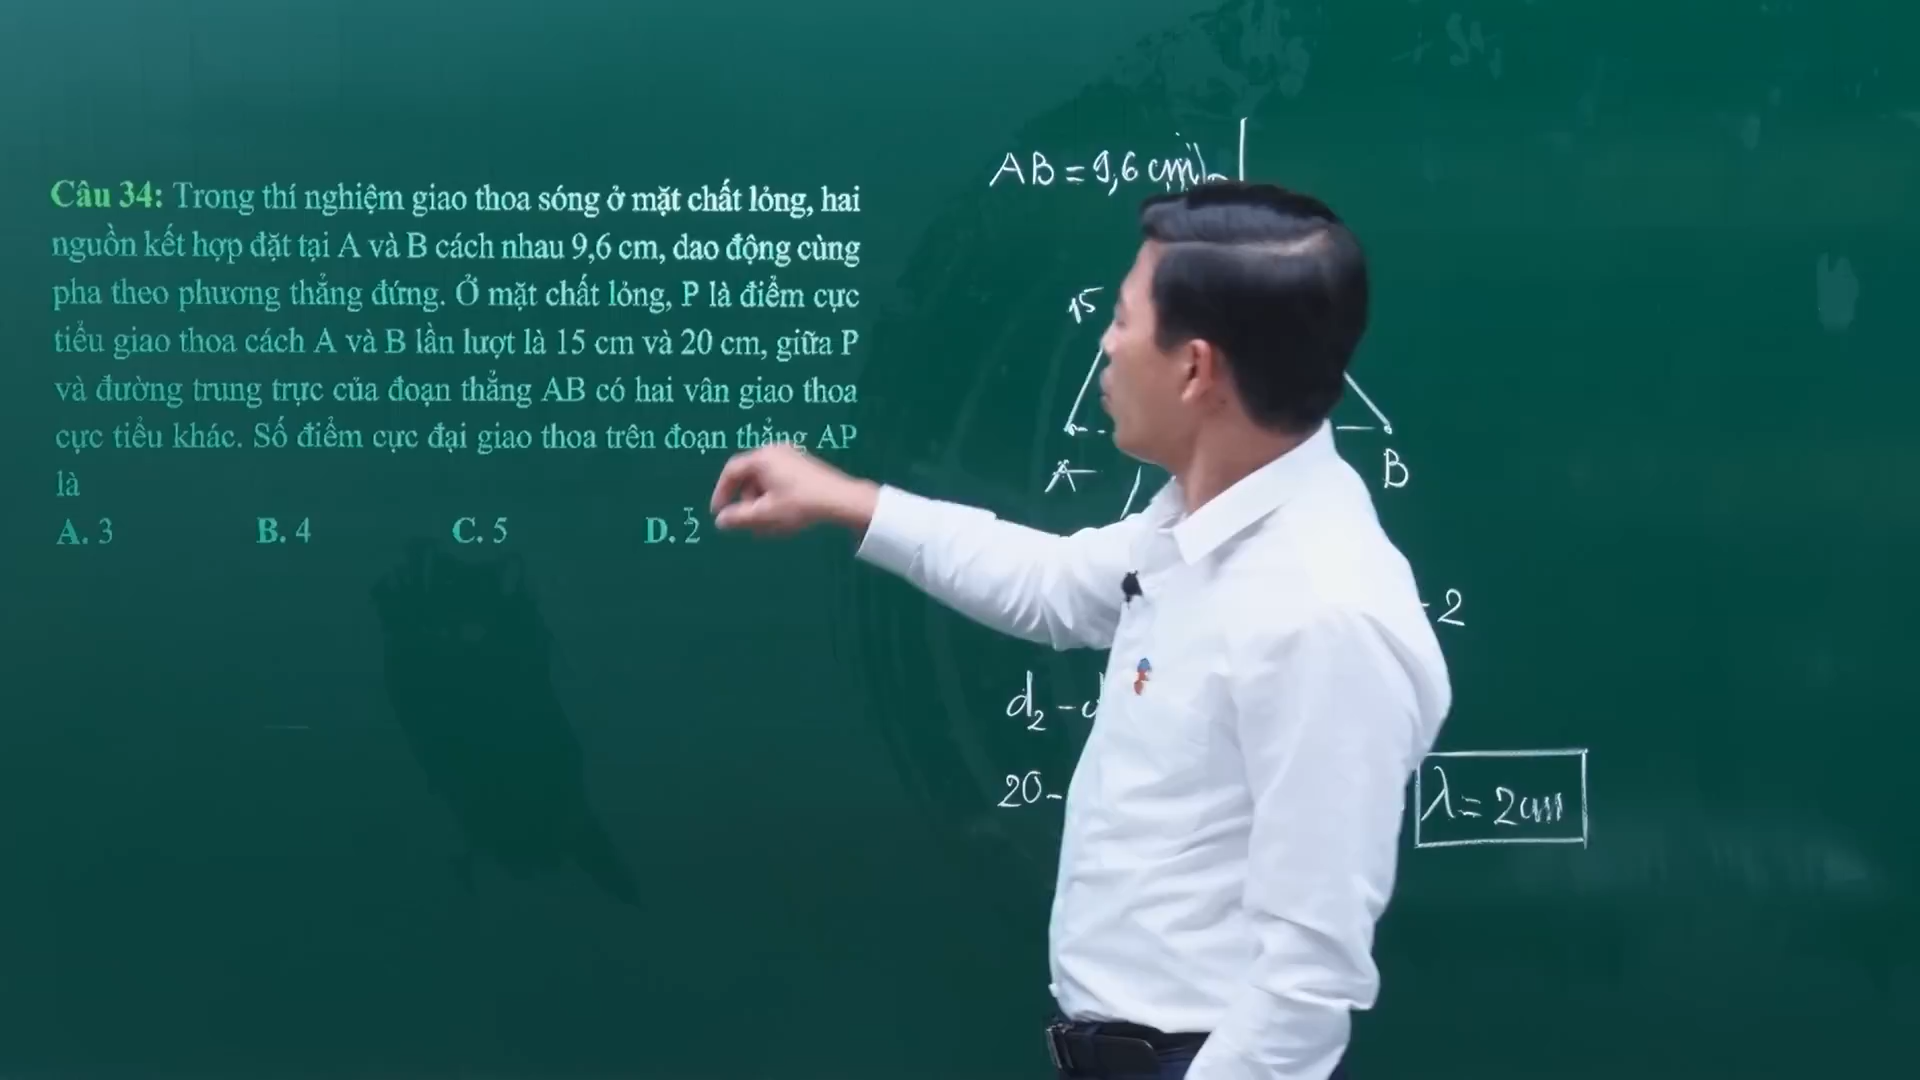 Câu 34: Trong thí nghiệm giao thoa sóng ở mặt chất lỏng, hai
nguồn kết hợp đặt tại A và B cách nhau 9,6 cm, dao động cùng
pha theo phương thẳng đứng. Ở mặt chất lỏng, P là điểm cực
tiểu giao thoa cách A và B lần lượt là 15 cm và 20 cm, giữa P
và đường trung trực của đoạn thẳng AB có hai vân giao thoa
cực tiểu khác. Số điểm cực đại giao thoa trên đoạn thẳng AP
là
A. 3 B. 4 C. 5 D. 2
AB = 9,6 cm
15
A B
2
d₂ -
20 -
λ = 2cm